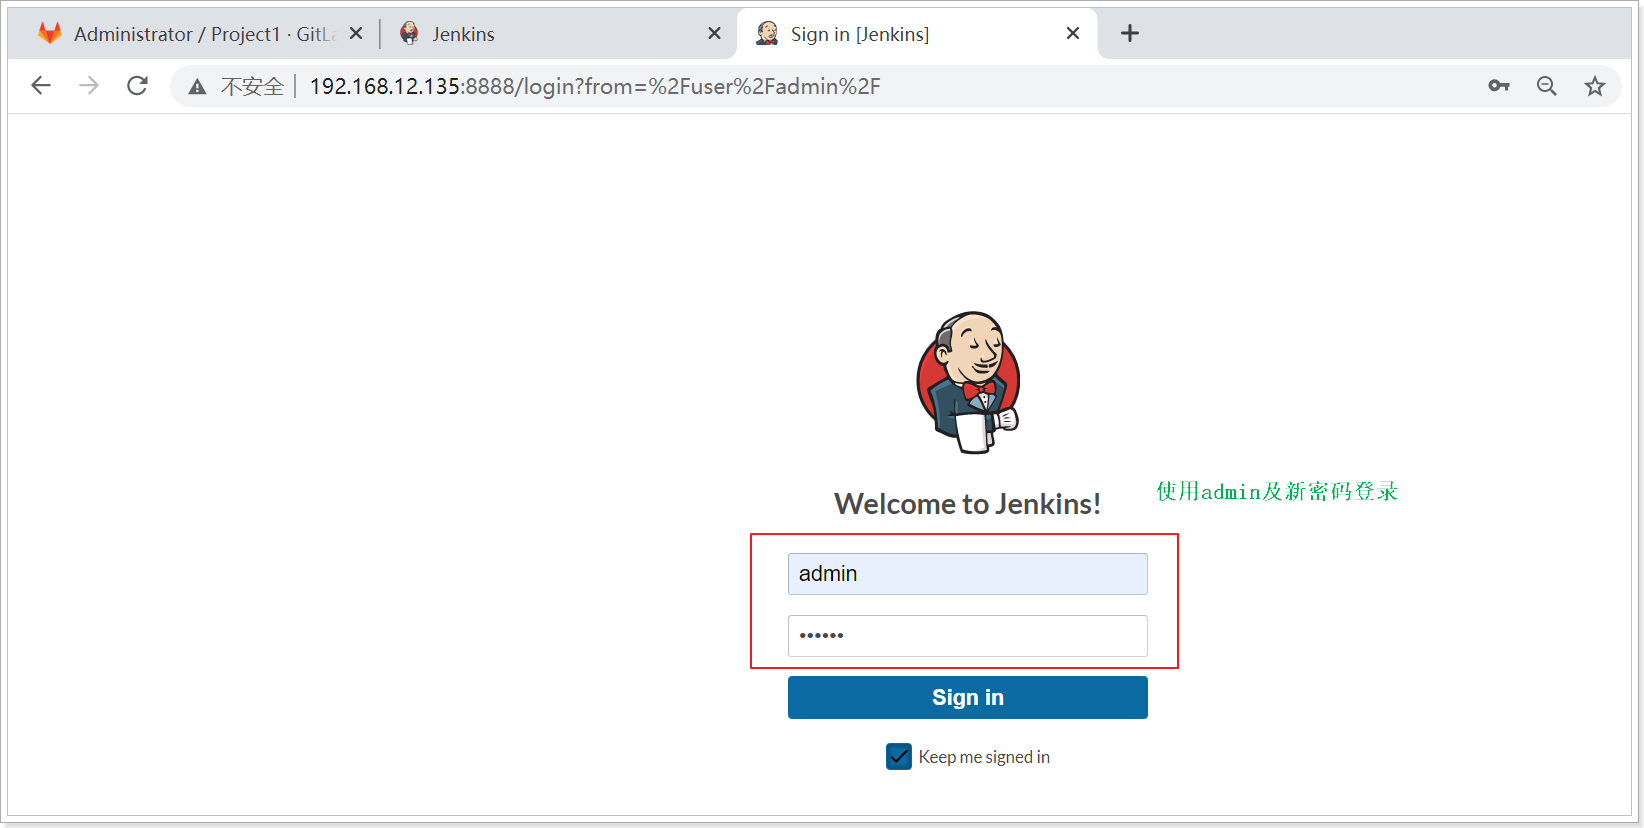 Administrator / Project1 · GitLa
Jenkins
Sign in [Jenkins]
不安全 | 192.168.12.135:8888/login?from=%2Fuser%2Fadmin%2F
Welcome to Jenkins!
使用admin及新密码登录
admin
••••••
Sign in
Keep me signed in